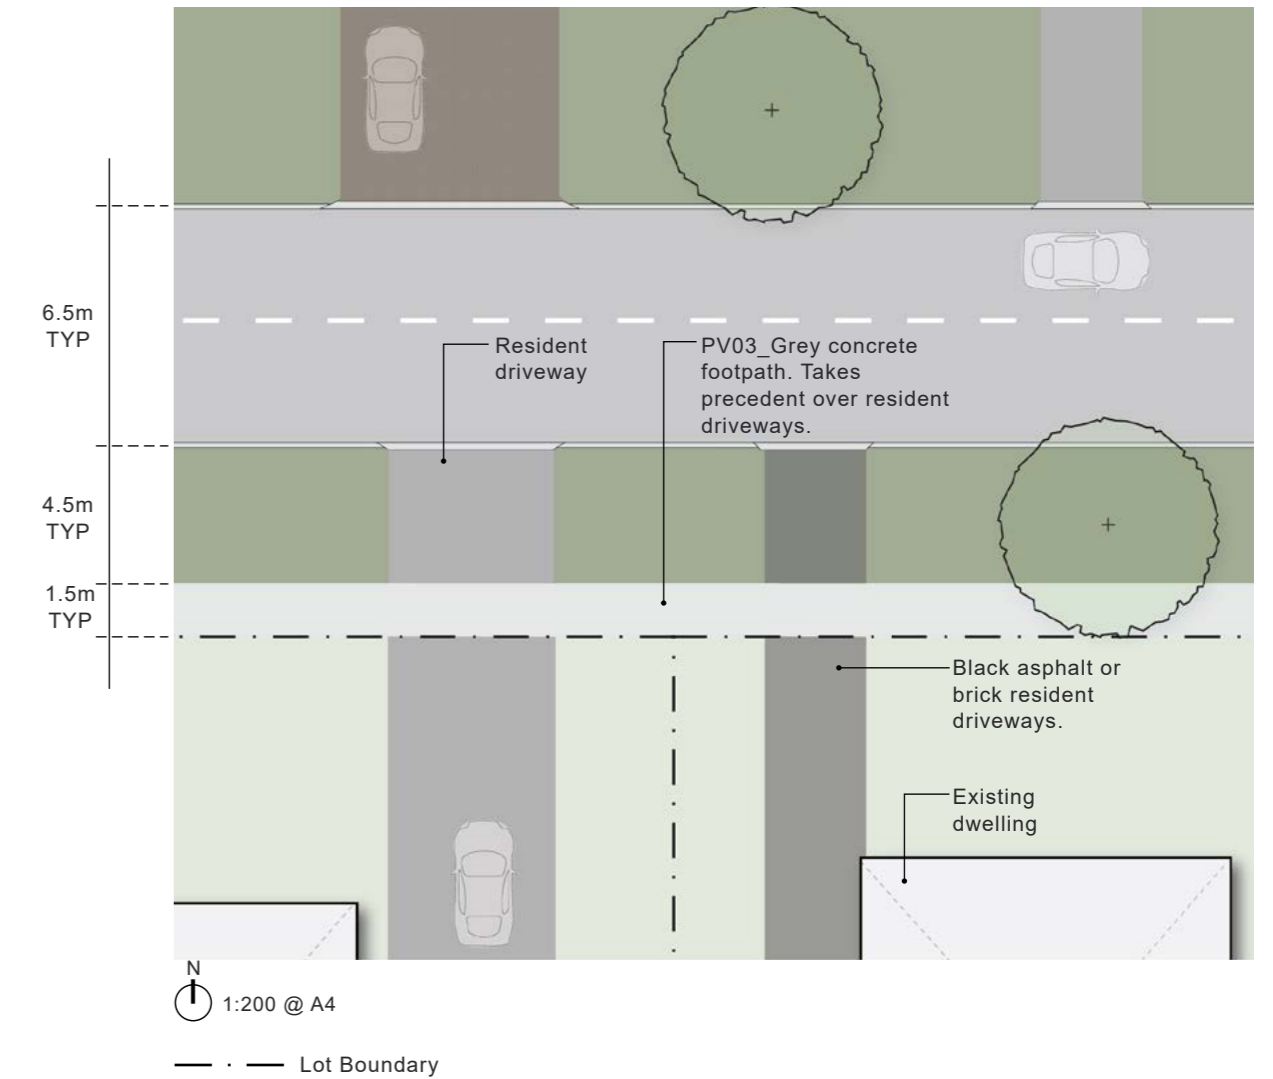 6.5m
TYP
Resident
driveway
PV03_Grey concrete
footpath. Takes
precedent over resident
driveways.
4.5m
TYP
1.5m
TYP
Black asphalt or
brick resident
driveways.
Existing
dwelling
N
1:200 @ A4
Lot Boundary